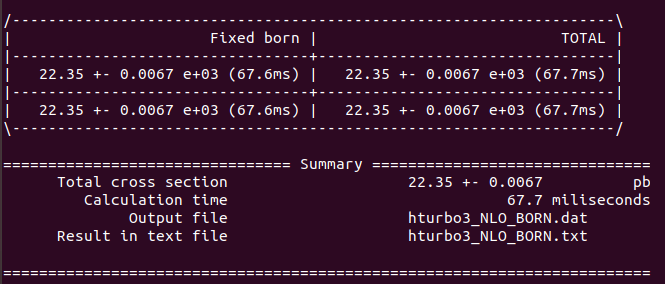 /-------------------------------------------------------------------\
|                      Fixed born |                           TOTAL |
|---------------------------------+---------------------------------|
|   22.35 +- 0.0067 e+03 (67.6ms) |   22.35 +- 0.0067 e+03 (67.7ms) |
|---------------------------------+---------------------------------|
|   22.35 +- 0.0067 e+03 (67.6ms) |   22.35 +- 0.0067 e+03 (67.7ms) |
\-------------------------------------------------------------------/
================================ Summary ===============================
      Total cross section                    22.35 +- 0.0067          pb
         Calculation time                               67.7 miliseconds
              Output file                    hturbo3_NLO_BORN.dat
      Result in text file                    hturbo3_NLO_BORN.txt
========================================================================